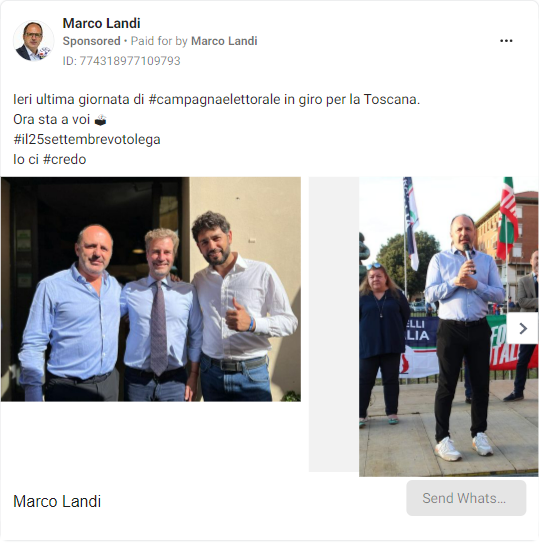 Marco Landi
Sponsored • Paid for by Marco Landi
ID: 774318977109793
Ieri ultima giornata di #campagnaelettorale in giro per la Toscana.
Ora sta a voi 🗳
#il25settembrevotolega
Io ci #credo
ELLI
ALIA
Marco Landi
Send Whats...